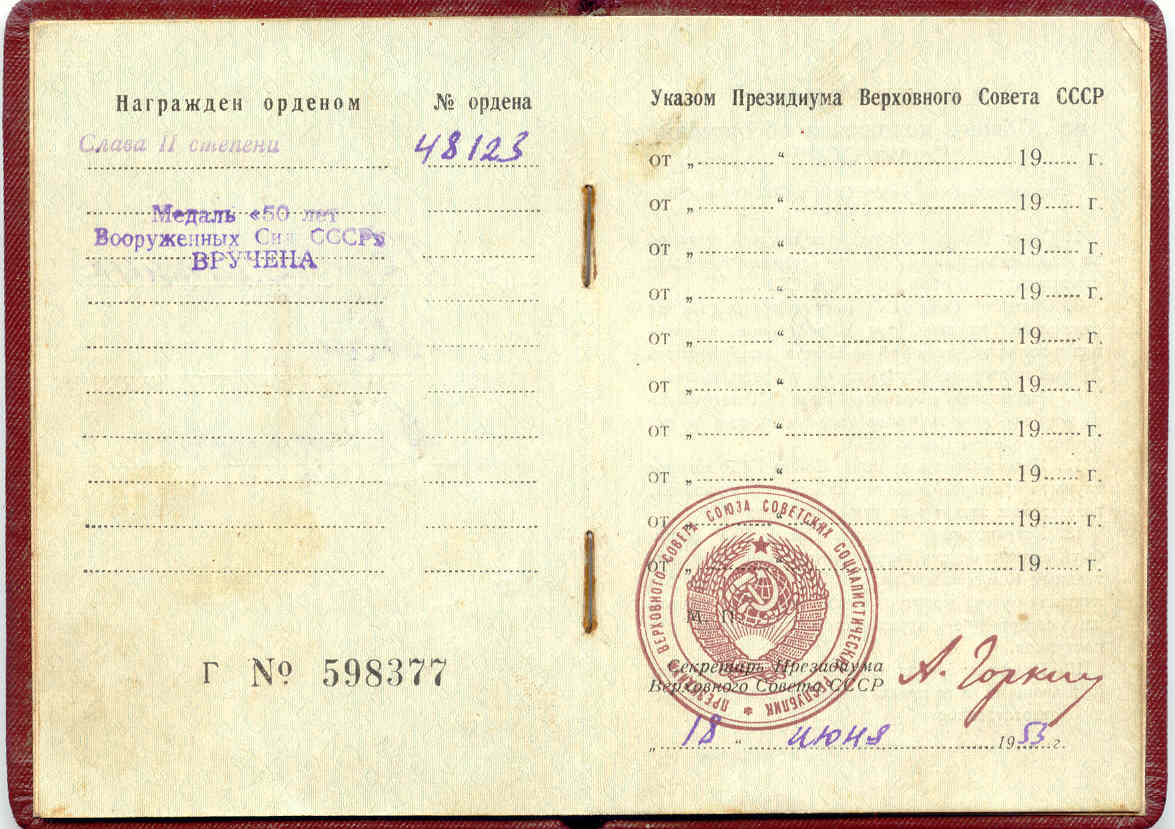 Награжден орденом № ордена
Слава II степени 48123
Медаль «50 лет
Вооруженных Сил СССР»
ВРУЧЕНА
Г № 598377
Указом Президиума Верховного Совета СССР
от „ “ 19 г.
от „ “ 19 г.
от „ “ 19 г.
от „ “ 19 г.
от „ “ 19 г.
от „ “ 19 г.
от „ “ 19 г.
от „ “ 19 г.
от „ “ 19 г.
от „ “ 19 г.
ПРЕЗИДИУМ ВЕРХОВНОГО СОВЕТА СОЮЗА СОВЕТСКИХ СОЦИАЛИСТИЧЕСКИХ РЕСПУБЛИК
М. П.
Секретарь Президиума
Верховного Совета СССР А. Горкин
„ 18 “ июня 1953 г.